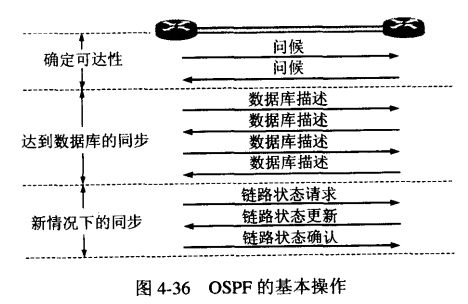 确定可达性
问候
问候
达到数据库的同步
数据库描述
数据库描述
数据库描述
数据库描述
新情况下的同步
链路状态请求
链路状态更新
链路状态确认
图 4-36 OSPF 的基本操作